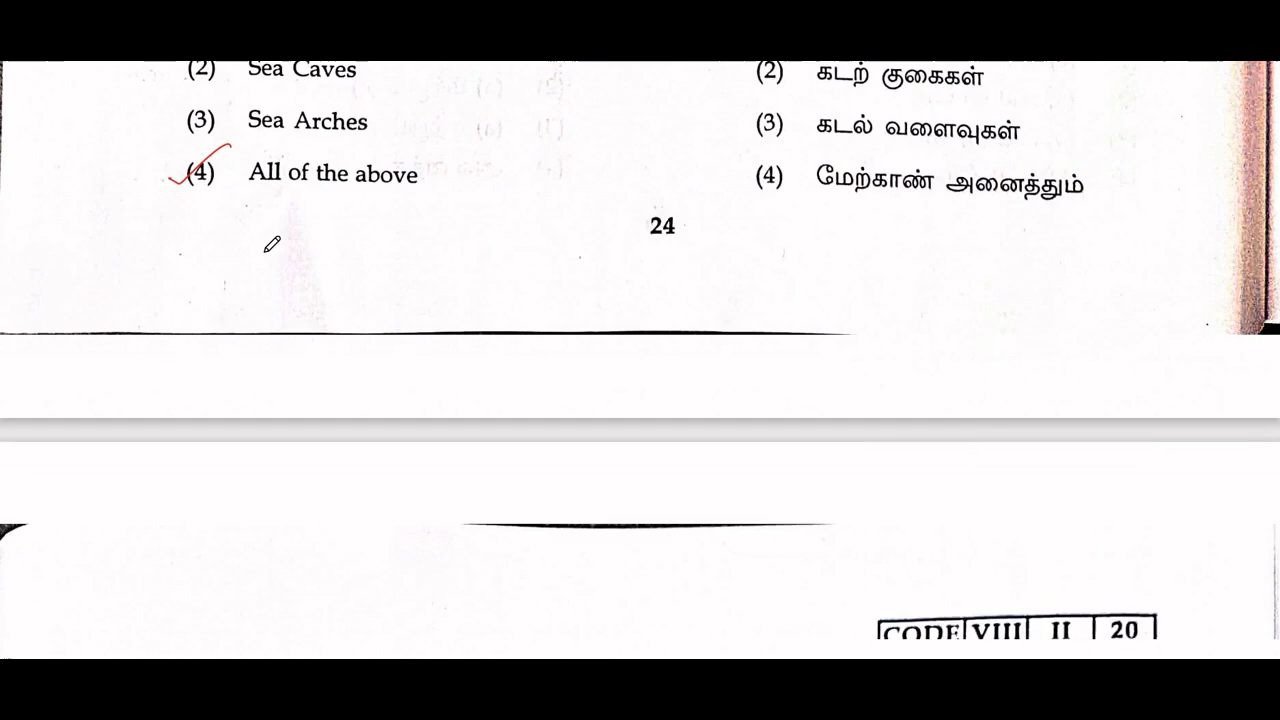 (2) Sea Caves (2) கடற் குகைகள்
(3) Sea Arches (3) கடல் வளைவுகள்
(4) All of the above (4) மேற்காண் அனைத்தும்
24
CODE VIII II 20